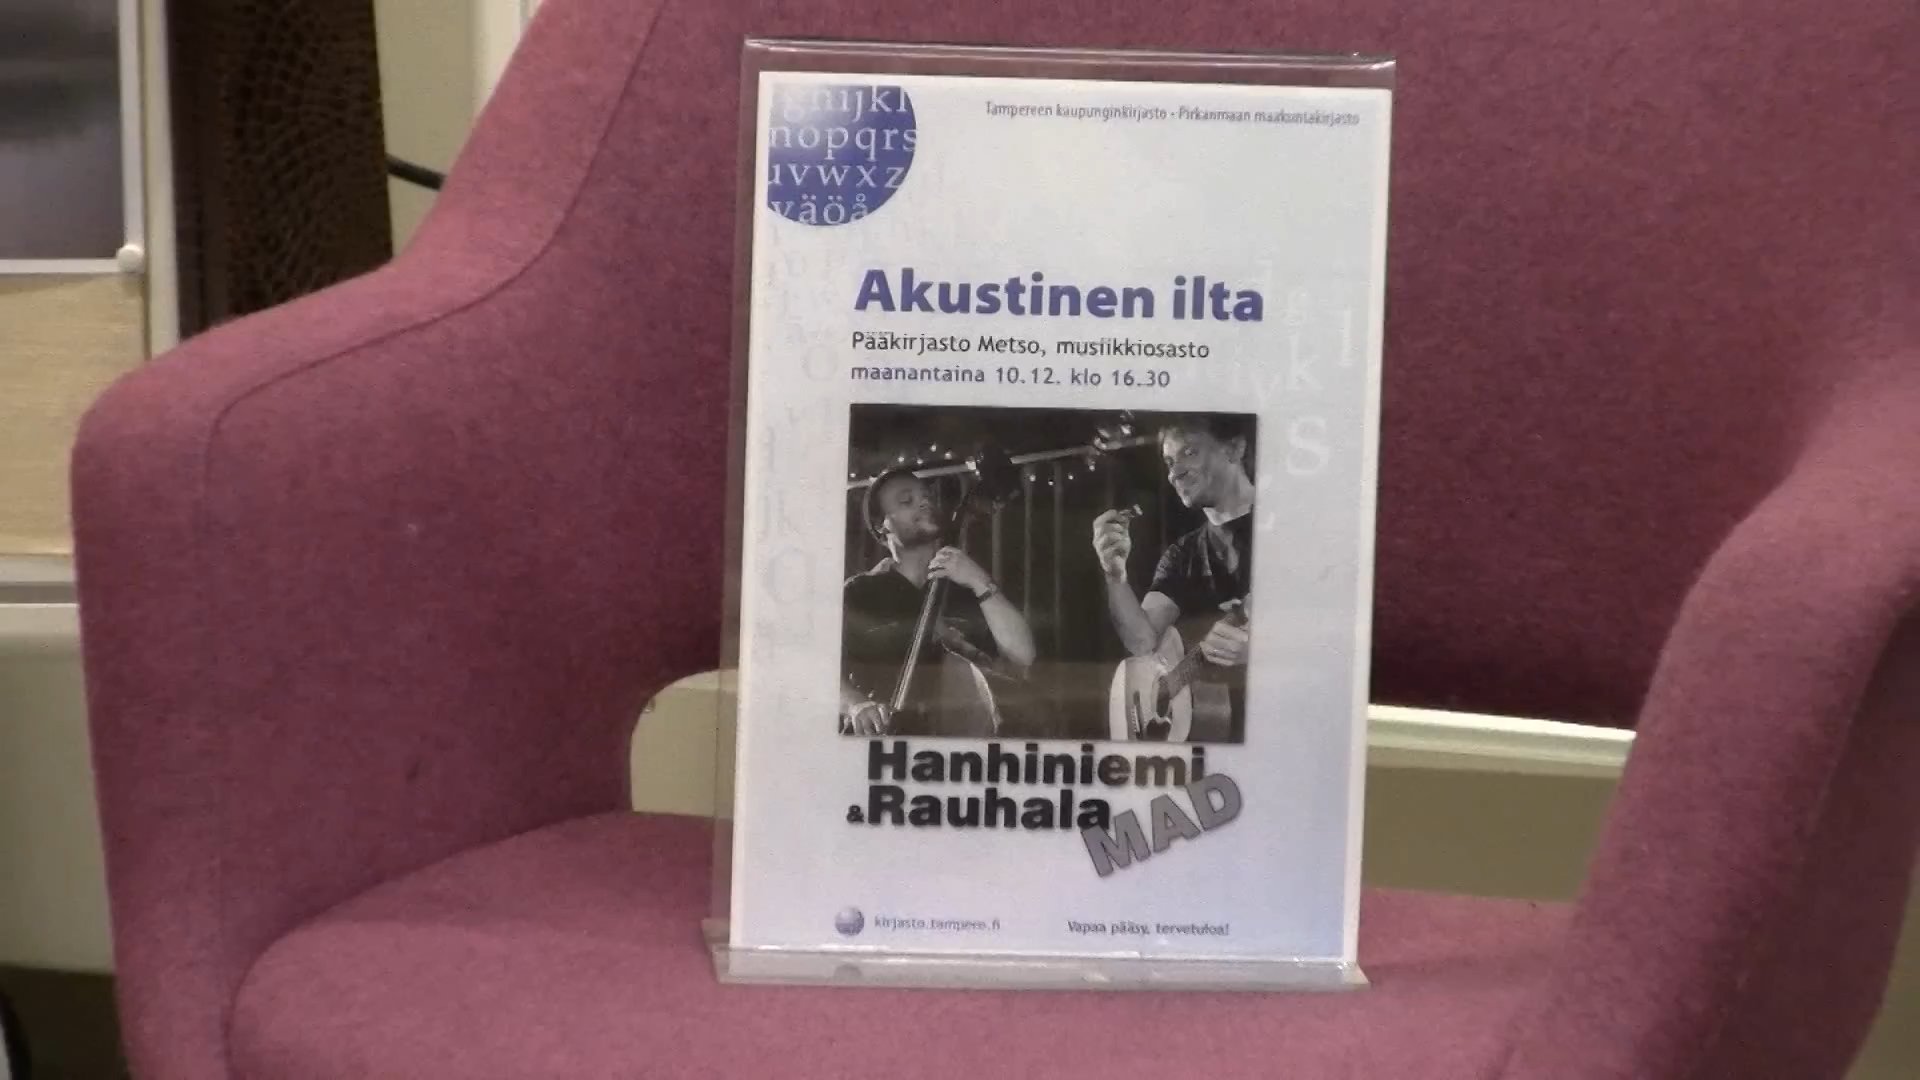 ghijkl
nopqrs
uvwxz
yäöå
Tampereen kaupunginkirjasto - Pirkanmaan maakuntakirjasto
Akustinen ilta
Pääkirjasto Metso, musiikkiosasto
maanantaina 10.12. klo 16.30
Hanhiniemi
&Rauhala
MAD
kirjasto.tampere.fi
Vapaa pääsy, tervetuloa!